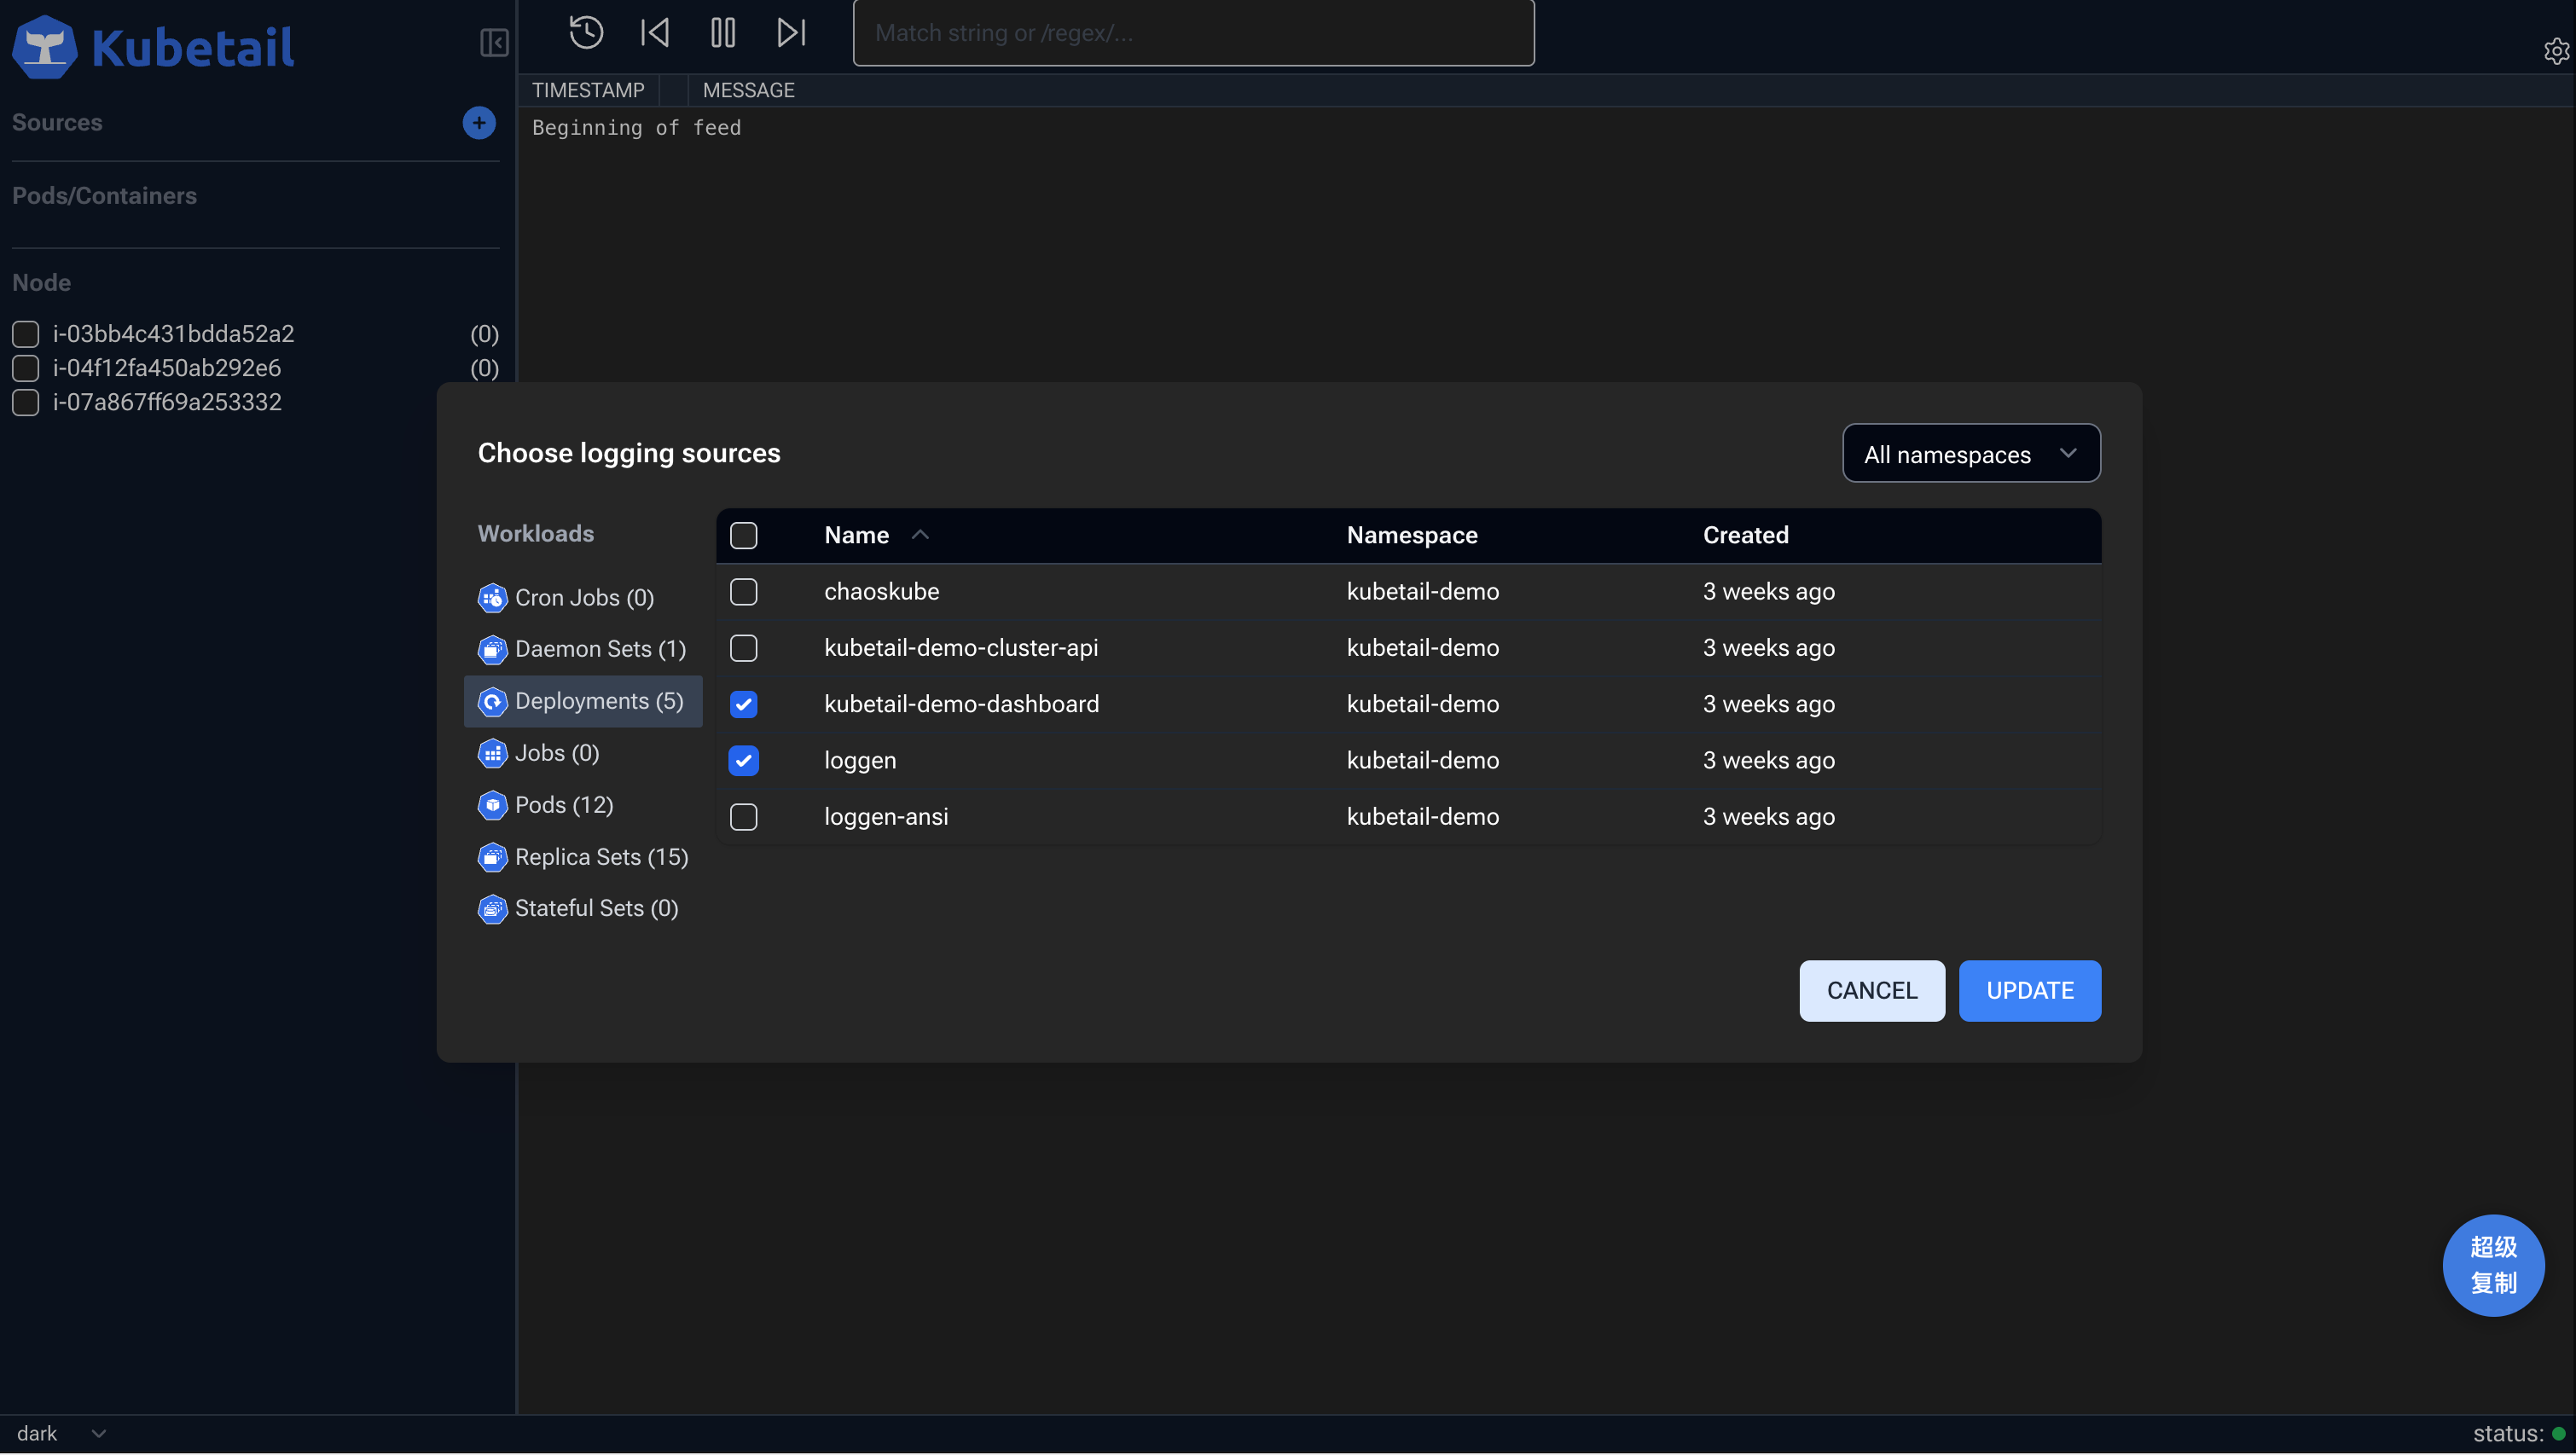 Kubetail
Sources
Pods/Containers
Node
i-03bb4c431bdda52a2 (0)
i-04f12fa450ab292e6 (0)
i-07a867ff69a253332
Match string or /regex/...
TIMESTAMP MESSAGE
Beginning of feed
Choose logging sources
All namespaces
Workloads
Cron Jobs (0)
Daemon Sets (1)
Deployments (5)
Jobs (0)
Pods (12)
Replica Sets (15)
Stateful Sets (0)
Name Namespace Created
chaoskube kubetail-demo 3 weeks ago
kubetail-demo-cluster-api kubetail-demo 3 weeks ago
kubetail-demo-dashboard kubetail-demo 3 weeks ago
loggen kubetail-demo 3 weeks ago
loggen-ansi kubetail-demo 3 weeks ago
CANCEL UPDATE
超级
复制
dark
status: